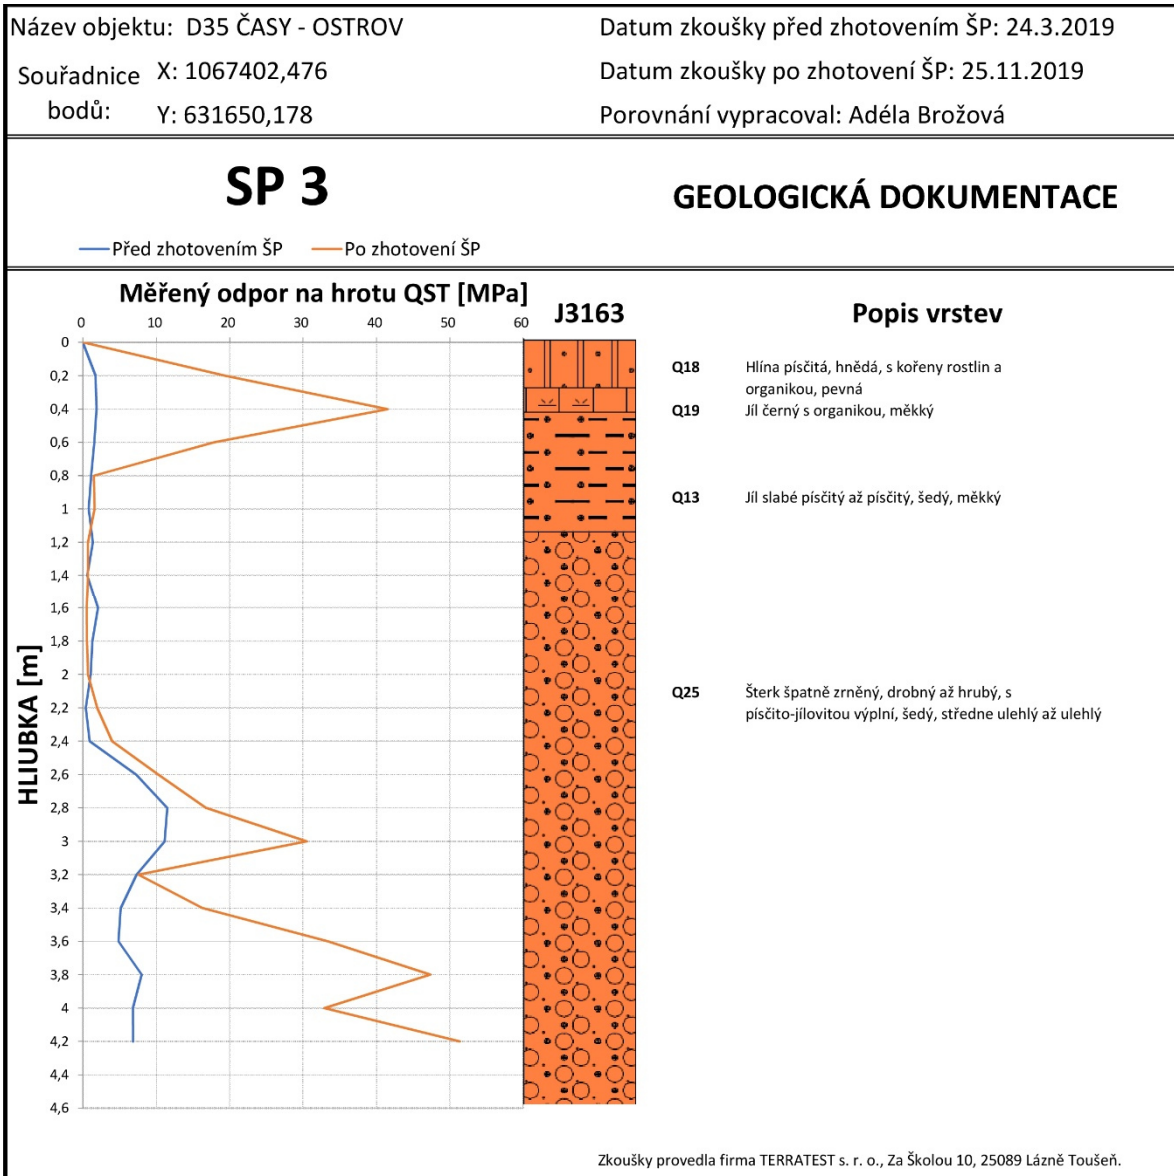 Název objektu: D35 ČASY - OSTROV
Datum zkoušky před zhotovením ŠP: 24.3.2019
Souřadnice bodů:
X: 1067402,476
Datum zkoušky po zhotovení ŠP: 25.11.2019
Y: 631650,178
Porovnání vypracoval: Adéla Brožová
SP 3
GEOLOGICKÁ DOKUMENTACE
Před zhotovením ŠP
Po zhotovení ŠP
Měřený odpor na hrotu QST [MPa]
J3163
Popis vrstev
0 10 20 30 40 50 60
HLIUBKA [m]
0
0,2
0,4
0,6
0,8
1
1,2
1,4
1,6
1,8
2
2,2
2,4
2,6
2,8
3
3,2
3,4
3,6
3,8
4
4,2
4,4
4,6
Q18 Hlína písčitá, hnědá, s kořeny rostlin a
organikou, pevná
Q19 Jíl černý s organikou, měkký
Q13 Jíl slabé písčitý až písčitý, šedý, měkký
Q25 Šterk špatně zrněný, drobný až hrubý, s
písčito-jílovitou výplní, šedý, středne ulehlý až ulehlý
Zkoušky provedla firma TERRATEST s. r. o., Za Školou 10, 25089 Lázně Toušeň.